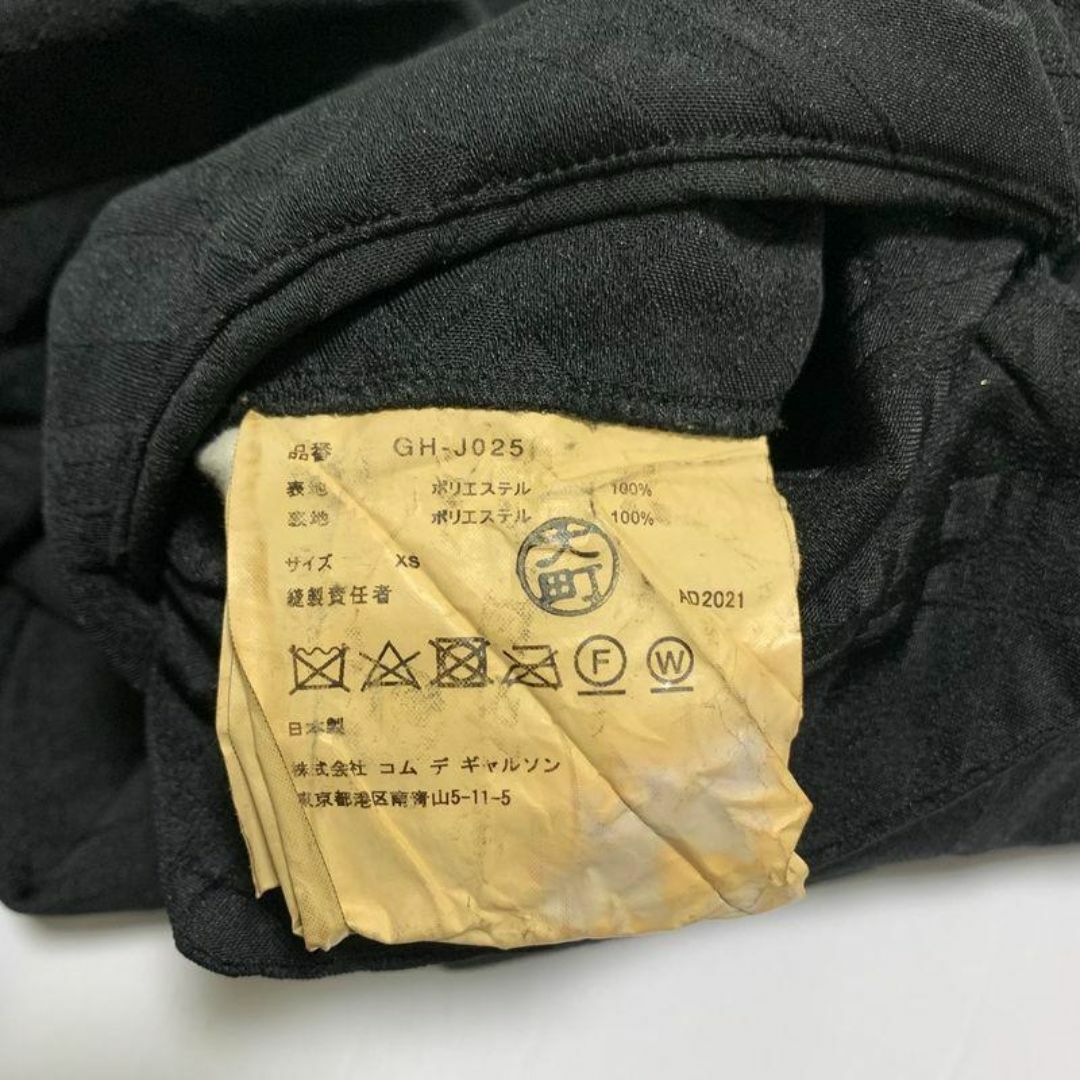 品番 GH-J025
表地 ポリエステル 100%
裏地 ポリエステル 100%
サイズ XS
縫製責任者 大町 AD2021
F W
日本製
株式会社 コム デ ギャルソン
東京都港区南青山5-11-5